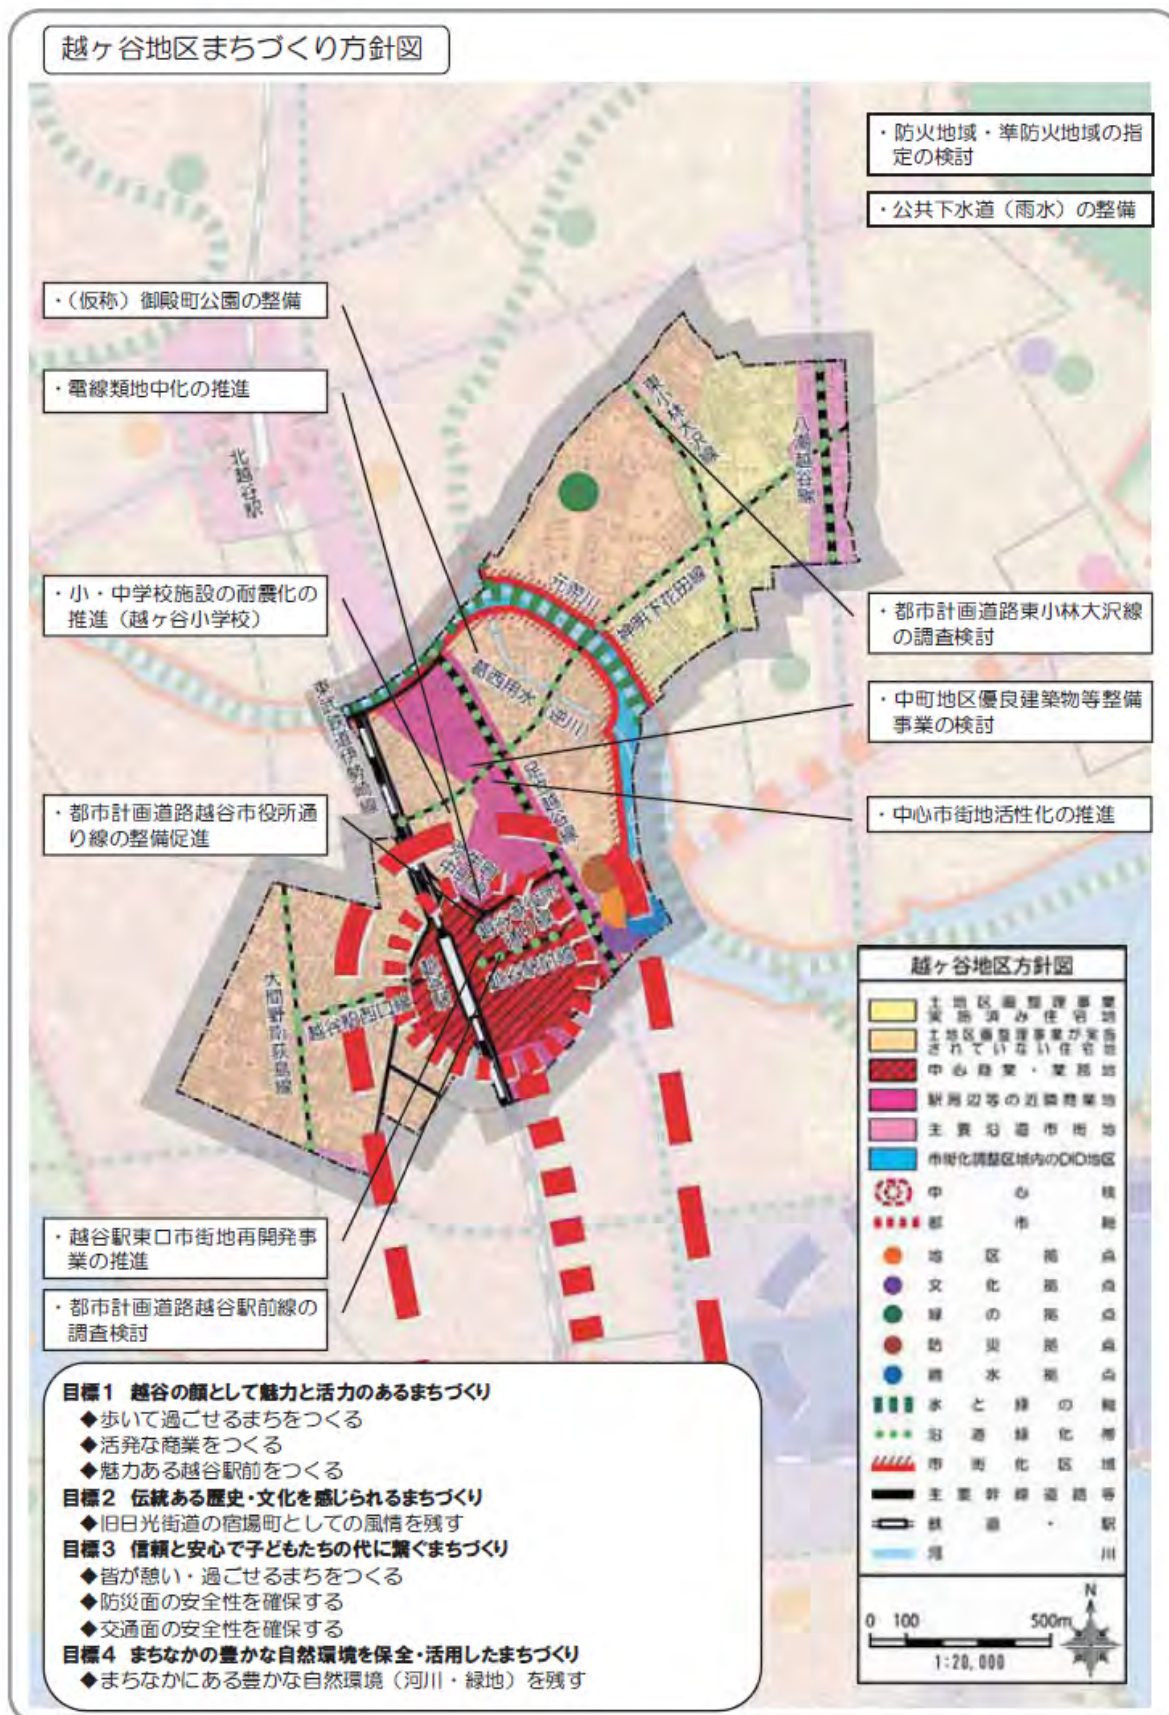 越ヶ谷地区まちづくり方針図
・防火地域・準防火地域の指
定の検討
・公共下水道（雨水）の整備
・（仮称）御殿町公園の整備
・電線類地中化の推進
・小・中学校施設の耐震化の
推進（越ヶ谷小学校）
・都市計画道路越谷市役所通
り線の整備促進
・越谷駅東口市街地再開発事
業の推進
・都市計画道路越谷駅前線の
調査検討
・都市計画道路東小林大沢線
の調査検討
・中町地区優良建築物等整備
事業の検討
・中心市街地活性化の推進
北越谷駅
東小林大沢線
八潮越谷線
元荒川
神明下花田線
葛西用水（逆川）
東武鉄道伊勢崎線
越谷駅
越谷駅西口線
大間野南荻島線
越谷駅前線
越ヶ谷地区方針図
土地区画整理事業
実施済み住宅地
土地区画整理事業が実施
されていない住宅地
中心商業・業務地
駅周辺等の近隣商業地
主要沿道市街地
市街化調整区域内のDID地区
中心核
都市軸
地区拠点
文化拠点
緑の拠点
防災拠点
親水拠点
水と緑の軸
沿道緑化帯
市街化区域
主要幹線道路等
鉄道・駅
河川
N
0 100 500m
1:20,000
目標1 越谷の顔として魅力と活力のあるまちづくり
◆歩いて過ごせるまちをつくる
◆活発な商業をつくる
◆魅力ある越谷駅前をつくる
目標2 伝統ある歴史・文化を感じられるまちづくり
◆旧日光街道の宿場町としての風情を残す
目標3 信頼と安心で子どもたちの代に繋ぐまちづくり
◆皆が憩い・過ごせるまちをつくる
◆防災面の安全性を確保する
◆交通面の安全性を確保する
目標4 まちなかの豊かな自然環境を保全・活用したまちづくり
◆まちなかにある豊かな自然環境（河川・緑地）を残す